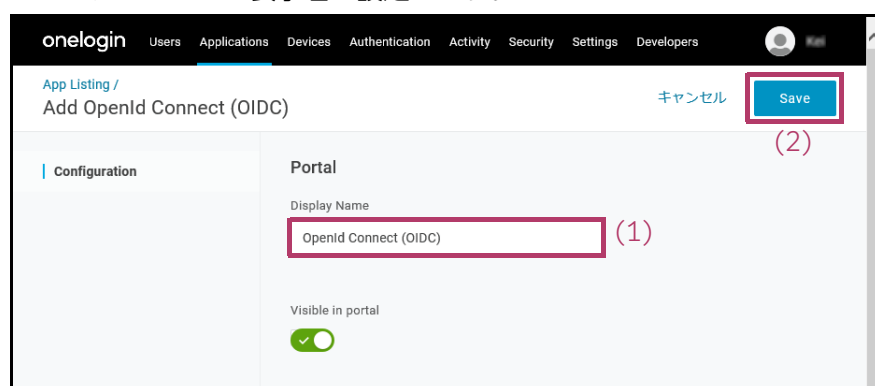 onelogin Users Applications Devices Authentication Activity Security Settings Developers
App Listing /
Add OpenId Connect (OIDC)
キャンセル
Save
(2)
Configuration
Portal
Display Name
OpenId Connect (OIDC)
(1)
Visible in portal